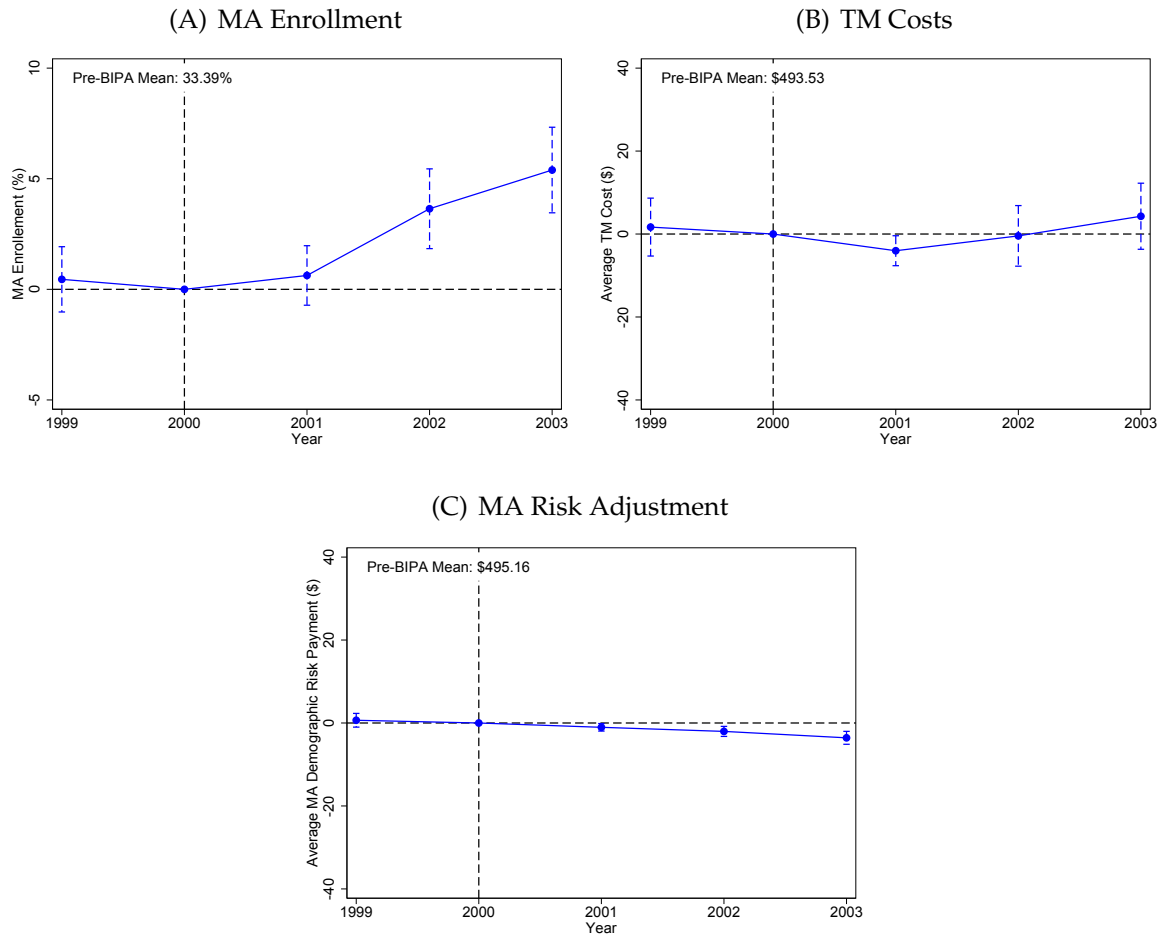 (A) MA Enrollment
Pre-BIPA Mean: 33.39%
MA Enrollement (%)
10
5
0
-5
1999 2000 2001 2002 2003
Year
(B) TM Costs
Pre-BIPA Mean: $493.53
Average TM Cost ($)
40
20
0
-20
-40
1999 2000 2001 2002 2003
Year
(C) MA Risk Adjustment
Pre-BIPA Mean: $495.16
Average MA Demographic Risk Payment ($)
40
20
0
-20
-40
1999 2000 2001 2002 2003
Year